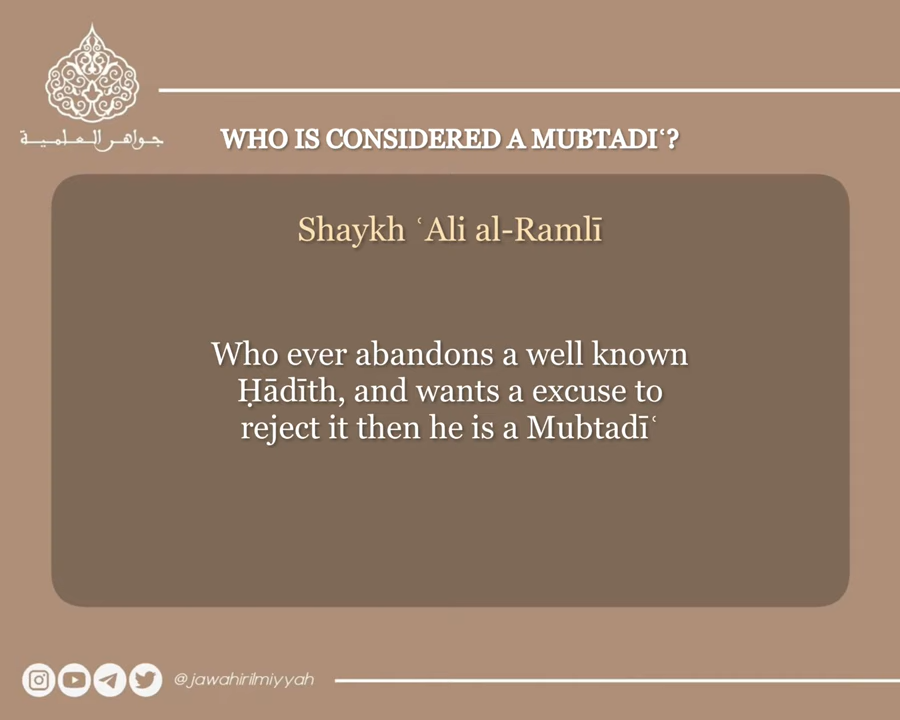 جواهر العلمية
WHO IS CONSIDERED A MUBTADIʿ?
Shaykh ʿAli al-Ramlī
Who ever abandons a well known
Ḥādīth, and wants a excuse to
reject it then he is a Mubtadīʿ
@jawahirilmiyyah